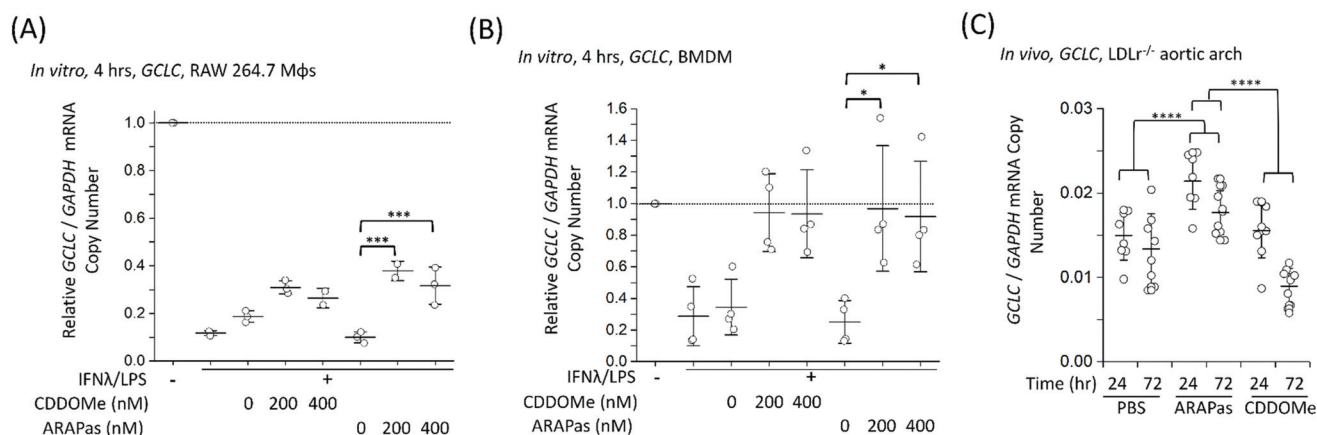 (A)
In vitro, 4 hrs, GCLC, RAW 264.7 Mϕs
Relative GCLC / GAPDH mRNA
Copy Number
1.0
0.8
0.6
0.4
0.2
0.0
***
***
IFNλ/LPS - +
CDDOMe (nM) 0 200 400
ARAPas (nM) 0 200 400
(B)
In vitro, 4 hrs, GCLC, BMDM
Relative GCLC / GAPDH mRNA
Copy Number
1.6
1.4
1.2
1.0
0.8
0.6
0.4
0.2
0.0
*
*
IFNλ/LPS - +
CDDOMe (nM) 0 200 400
ARAPas (nM) 0 200 400
(C)
In vivo, GCLC, LDLr-/- aortic arch
GCLC / GAPDH mRNA Copy
Number
0.03
0.02
0.01
0.00
****
****
Time (hr) 24 72 24 72 24 72
PBS ARAPas CDDOMe